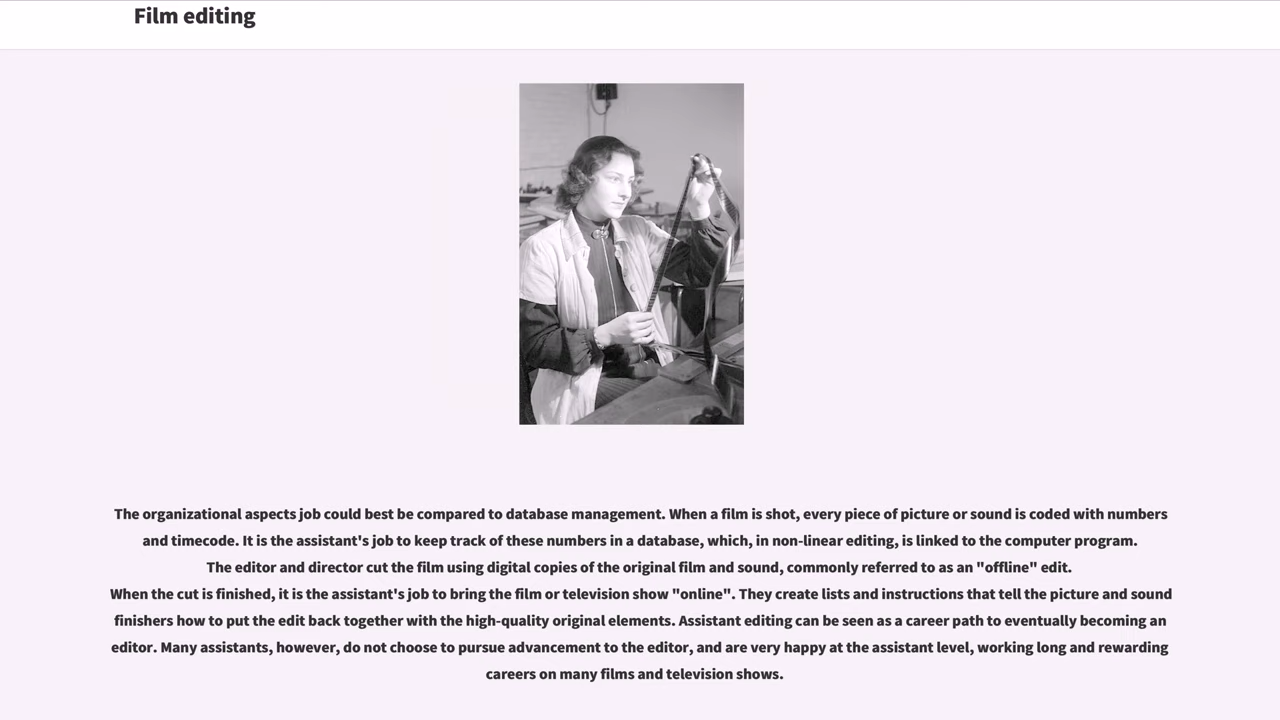 Film editing
The organizational aspects job could best be compared to database management. When a film is shot, every piece of picture or sound is coded with numbers
and timecode. It is the assistant's job to keep track of these numbers in a database, which, in non-linear editing, is linked to the computer program.
The editor and director cut the film using digital copies of the original film and sound, commonly referred to as an "offline" edit.
When the cut is finished, it is the assistant's job to bring the film or television show "online". They create lists and instructions that tell the picture and sound
finishers how to put the edit back together with the high-quality original elements. Assistant editing can be seen as a career path to eventually becoming an
editor. Many assistants, however, do not choose to pursue advancement to the editor, and are very happy at the assistant level, working long and rewarding
careers on many films and television shows.